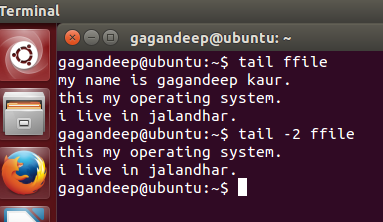 Terminal
gagandeep@ubuntu: ~
gagandeep@ubuntu:~$ tail ffile
my name is gagandeep kaur.
this my operating system.
i live in jalandhar.
gagandeep@ubuntu:~$ tail -2 ffile
this my operating system.
i live in jalandhar.
gagandeep@ubuntu:~$